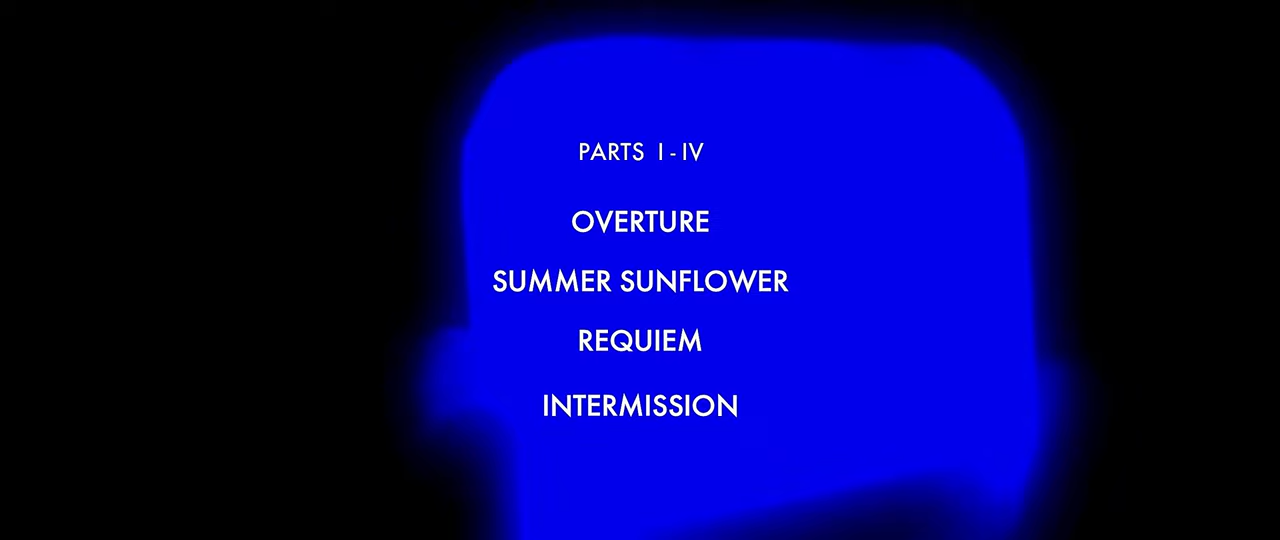 PARTS I - IV
OVERTURE
SUMMER SUNFLOWER
REQUIEM
INTERMISSION